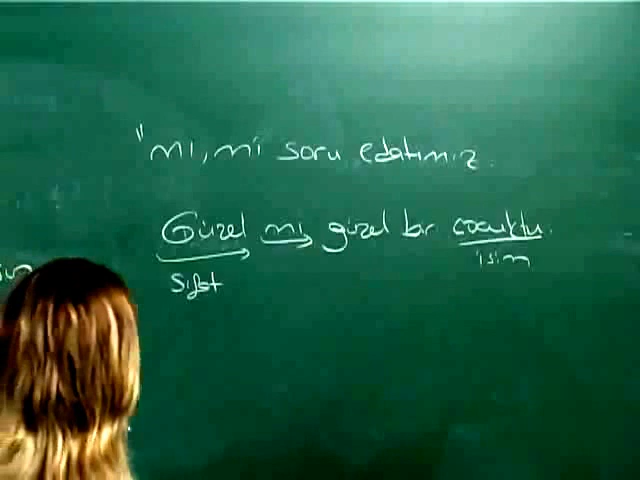 "mı, mi soru edatımız.
Güzel mi güzel bir çocuktu.
sıfat
isim